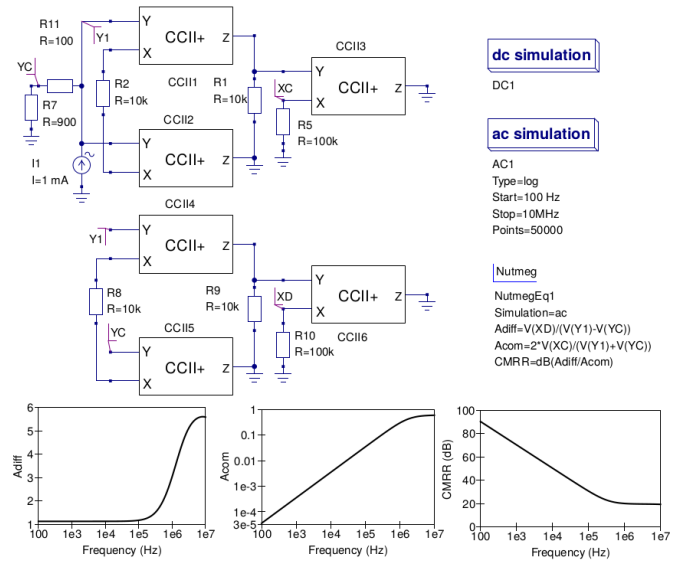 R11
R=100
Y1
Y
X
CCII+
Z
CCII1
YC
R7
R=900
R2
R=10k
R1
R=10k
CCII3
Y
X
CCII+
Z
XC
R5
R=100k
CCII2
Y
X
CCII+
Z
I1
I=1 mA
CCII4
Y1
Y
X
CCII+
Z
R8
R=10k
R9
R=10k
Y
X
CCII+
Z
XD
R10
R=100k
CCII6
YC
CCII5
Y
X
CCII+
Z
dc simulation
DC1
ac simulation
AC1
Type=log
Start=100 Hz
Stop=10MHz
Points=50000
Nutmeg
NutmegEq1
Simulation=ac
Adiff=V(XD)/(V(Y1)-V(YC))
Acom=2*V(XC)/(V(Y1)+V(YC))
CMRR=dB(Adiff/Acom)
6
5
4
3
2
1
Adiff
100 1e3 1e4 1e5 1e6 1e7
Frequency (Hz)
1
0.1
0.01
1e-3
1e-4
3e-5
Acom
100 1e3 1e4 1e5 1e6 1e7
Frequency (Hz)
100
80
60
40
20
0
CMRR (dB)
100 1e3 1e4 1e5 1e6 1e7
Frequency (Hz)